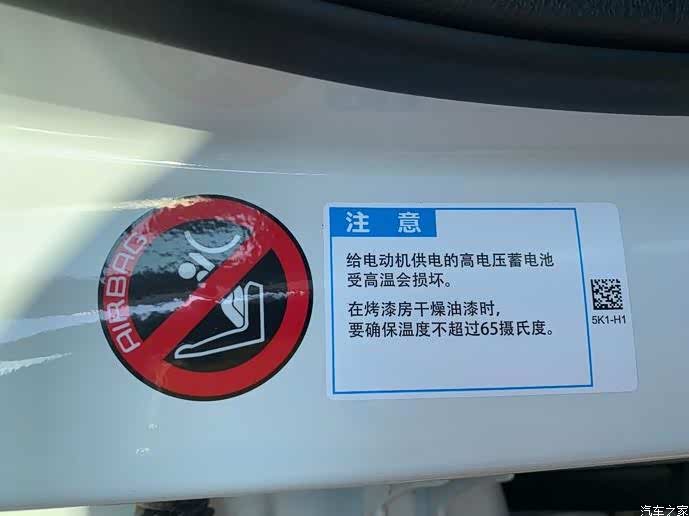 AIRBAG
注 意
给电动机供电的高电压蓄电池
受高温会损坏。
在烤漆房干燥油漆时，
要确保温度不超过65摄氏度。
5K1-H1
汽车之家